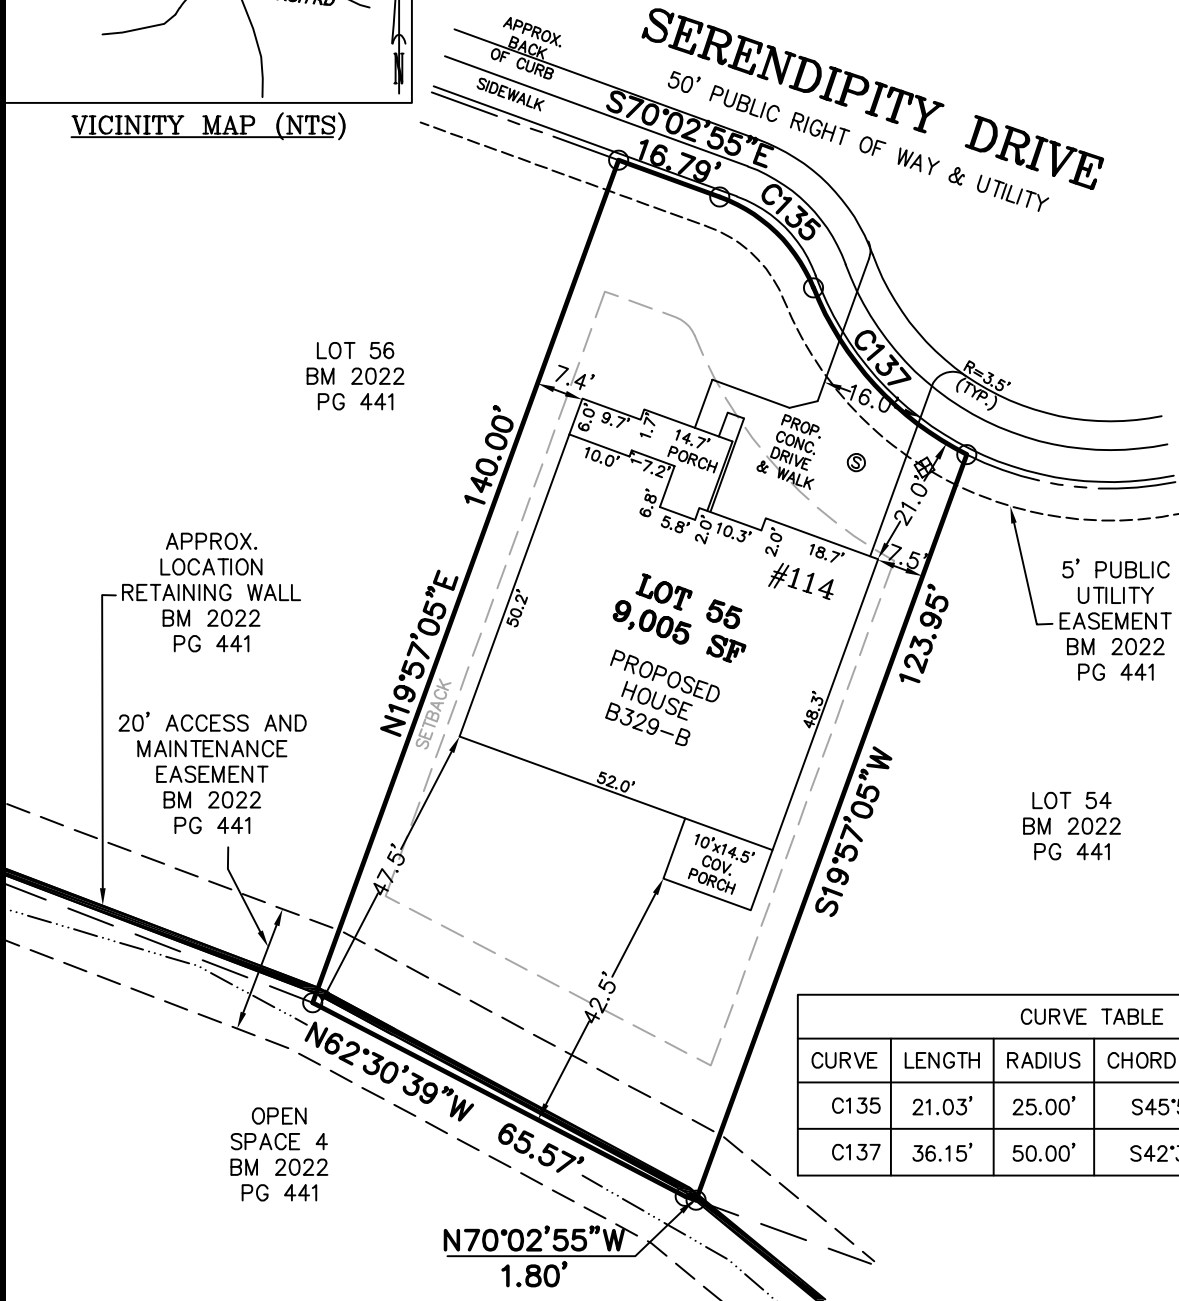 N
VICINITY MAP (NTS)
APPROX.
BACK
OF CURB
SIDEWALK
SERENDIPITY DRIVE
50' PUBLIC RIGHT OF WAY & UTILITY
S70°02'55"E
16.79'
C135
C137
R=3.5'
(TYP.)
LOT 56
BM 2022
PG 441
7.4'
6.0'
9.7'
1.7'
14.7'
PORCH
10.0'
7.2'
6.8'
5.8'
2.0'
10.3'
2.0'
18.7'
PROP.
CONC.
DRIVE
& WALK
S
16.0'
21.0'
7.5'
#114
140.00'
N19°57'05"E
50.2'
SETBACK
LOT 55
9,005 SF
PROPOSED
HOUSE
B329-B
48.3'
52.0'
123.95'
S19°57'05"W
10'x14.5'
COV.
PORCH
47.5'
42.5'
APPROX.
LOCATION
RETAINING WALL
BM 2022
PG 441
20' ACCESS AND
MAINTENANCE
EASEMENT
BM 2022
PG 441
5' PUBLIC
UTILITY
EASEMENT
BM 2022
PG 441
LOT 54
BM 2022
PG 441
N62°30'39"W 65.57'
OPEN
SPACE 4
BM 2022
PG 441
N70°02'55"W
1.80'
CURVE TABLE
CURVE LENGTH RADIUS CHORD
C135 21.03' 25.00'
C137 36.15' 50.00'